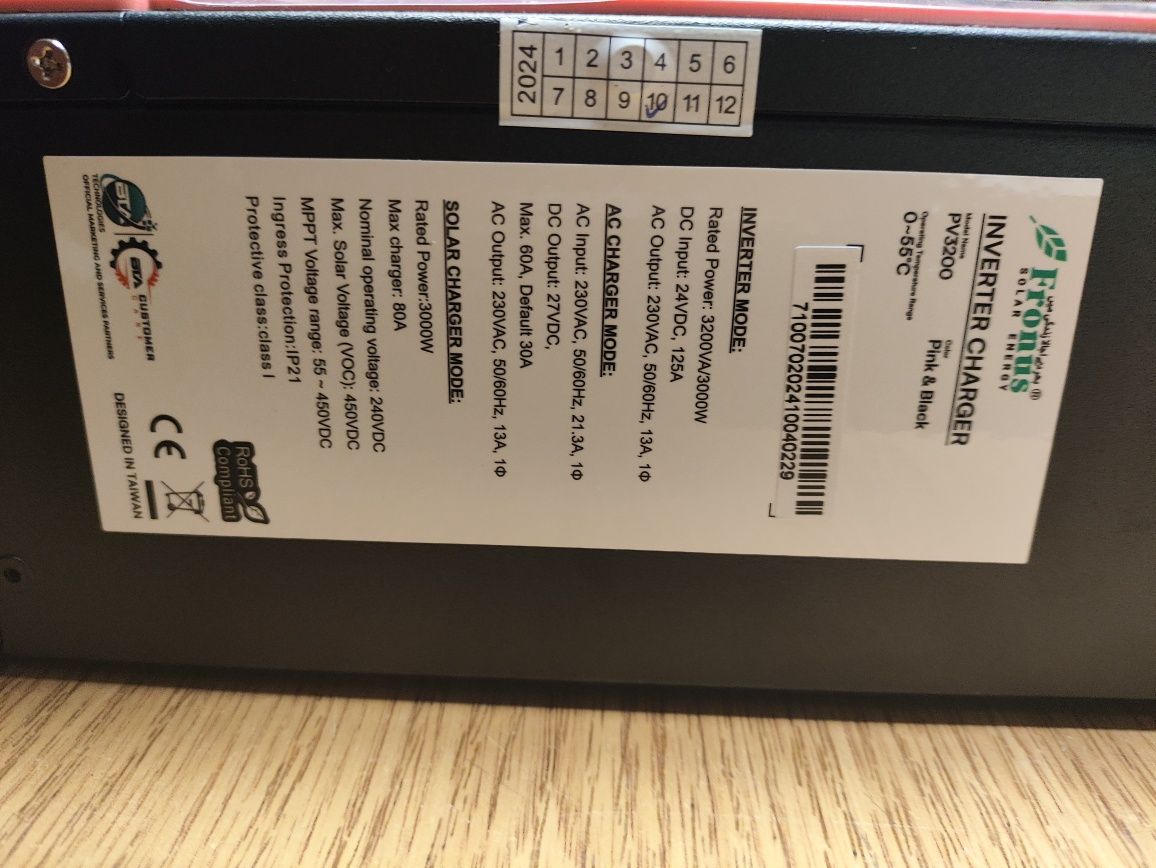 2024 1 2 3 4 5 6
7 8 9 10 11 12
Fronus ®
SOLAR ENERGY
INVERTER CHARGER
Model Name
PV3200
Color
Pink & Black
Operating Temperature Range
0~55°C
710070202410040229
INVERTER MODE:
Rated Power: 3200VA/3000W
DC Input: 24VDC, 125A
AC Output: 230VAC, 50/60Hz, 13A, 1Φ
AC CHARGER MODE:
AC Input: 230VAC, 50/60Hz, 21.3A, 1Φ
DC Output: 27VDC,
Max. 60A, Default 30A
AC Output: 230VAC, 50/60Hz, 13A, 1Φ
SOLAR CHARGER MODE:
Rated Power:3000W
Max charger: 80A
Nominal operating voltage: 240VDC
Max. Solar Voltage (VOC): 450VDC
MPPT Voltage range: 55 ~ 450VDC
Ingress Protection:IP21
Protective class:class I
RoHS
Compliant
CE
CUSTOMER
CARE
TECHNOLOGIES
OFFICIAL MARKETING AND SERVICES PARTNERS
DESIGNED IN TAIWAN